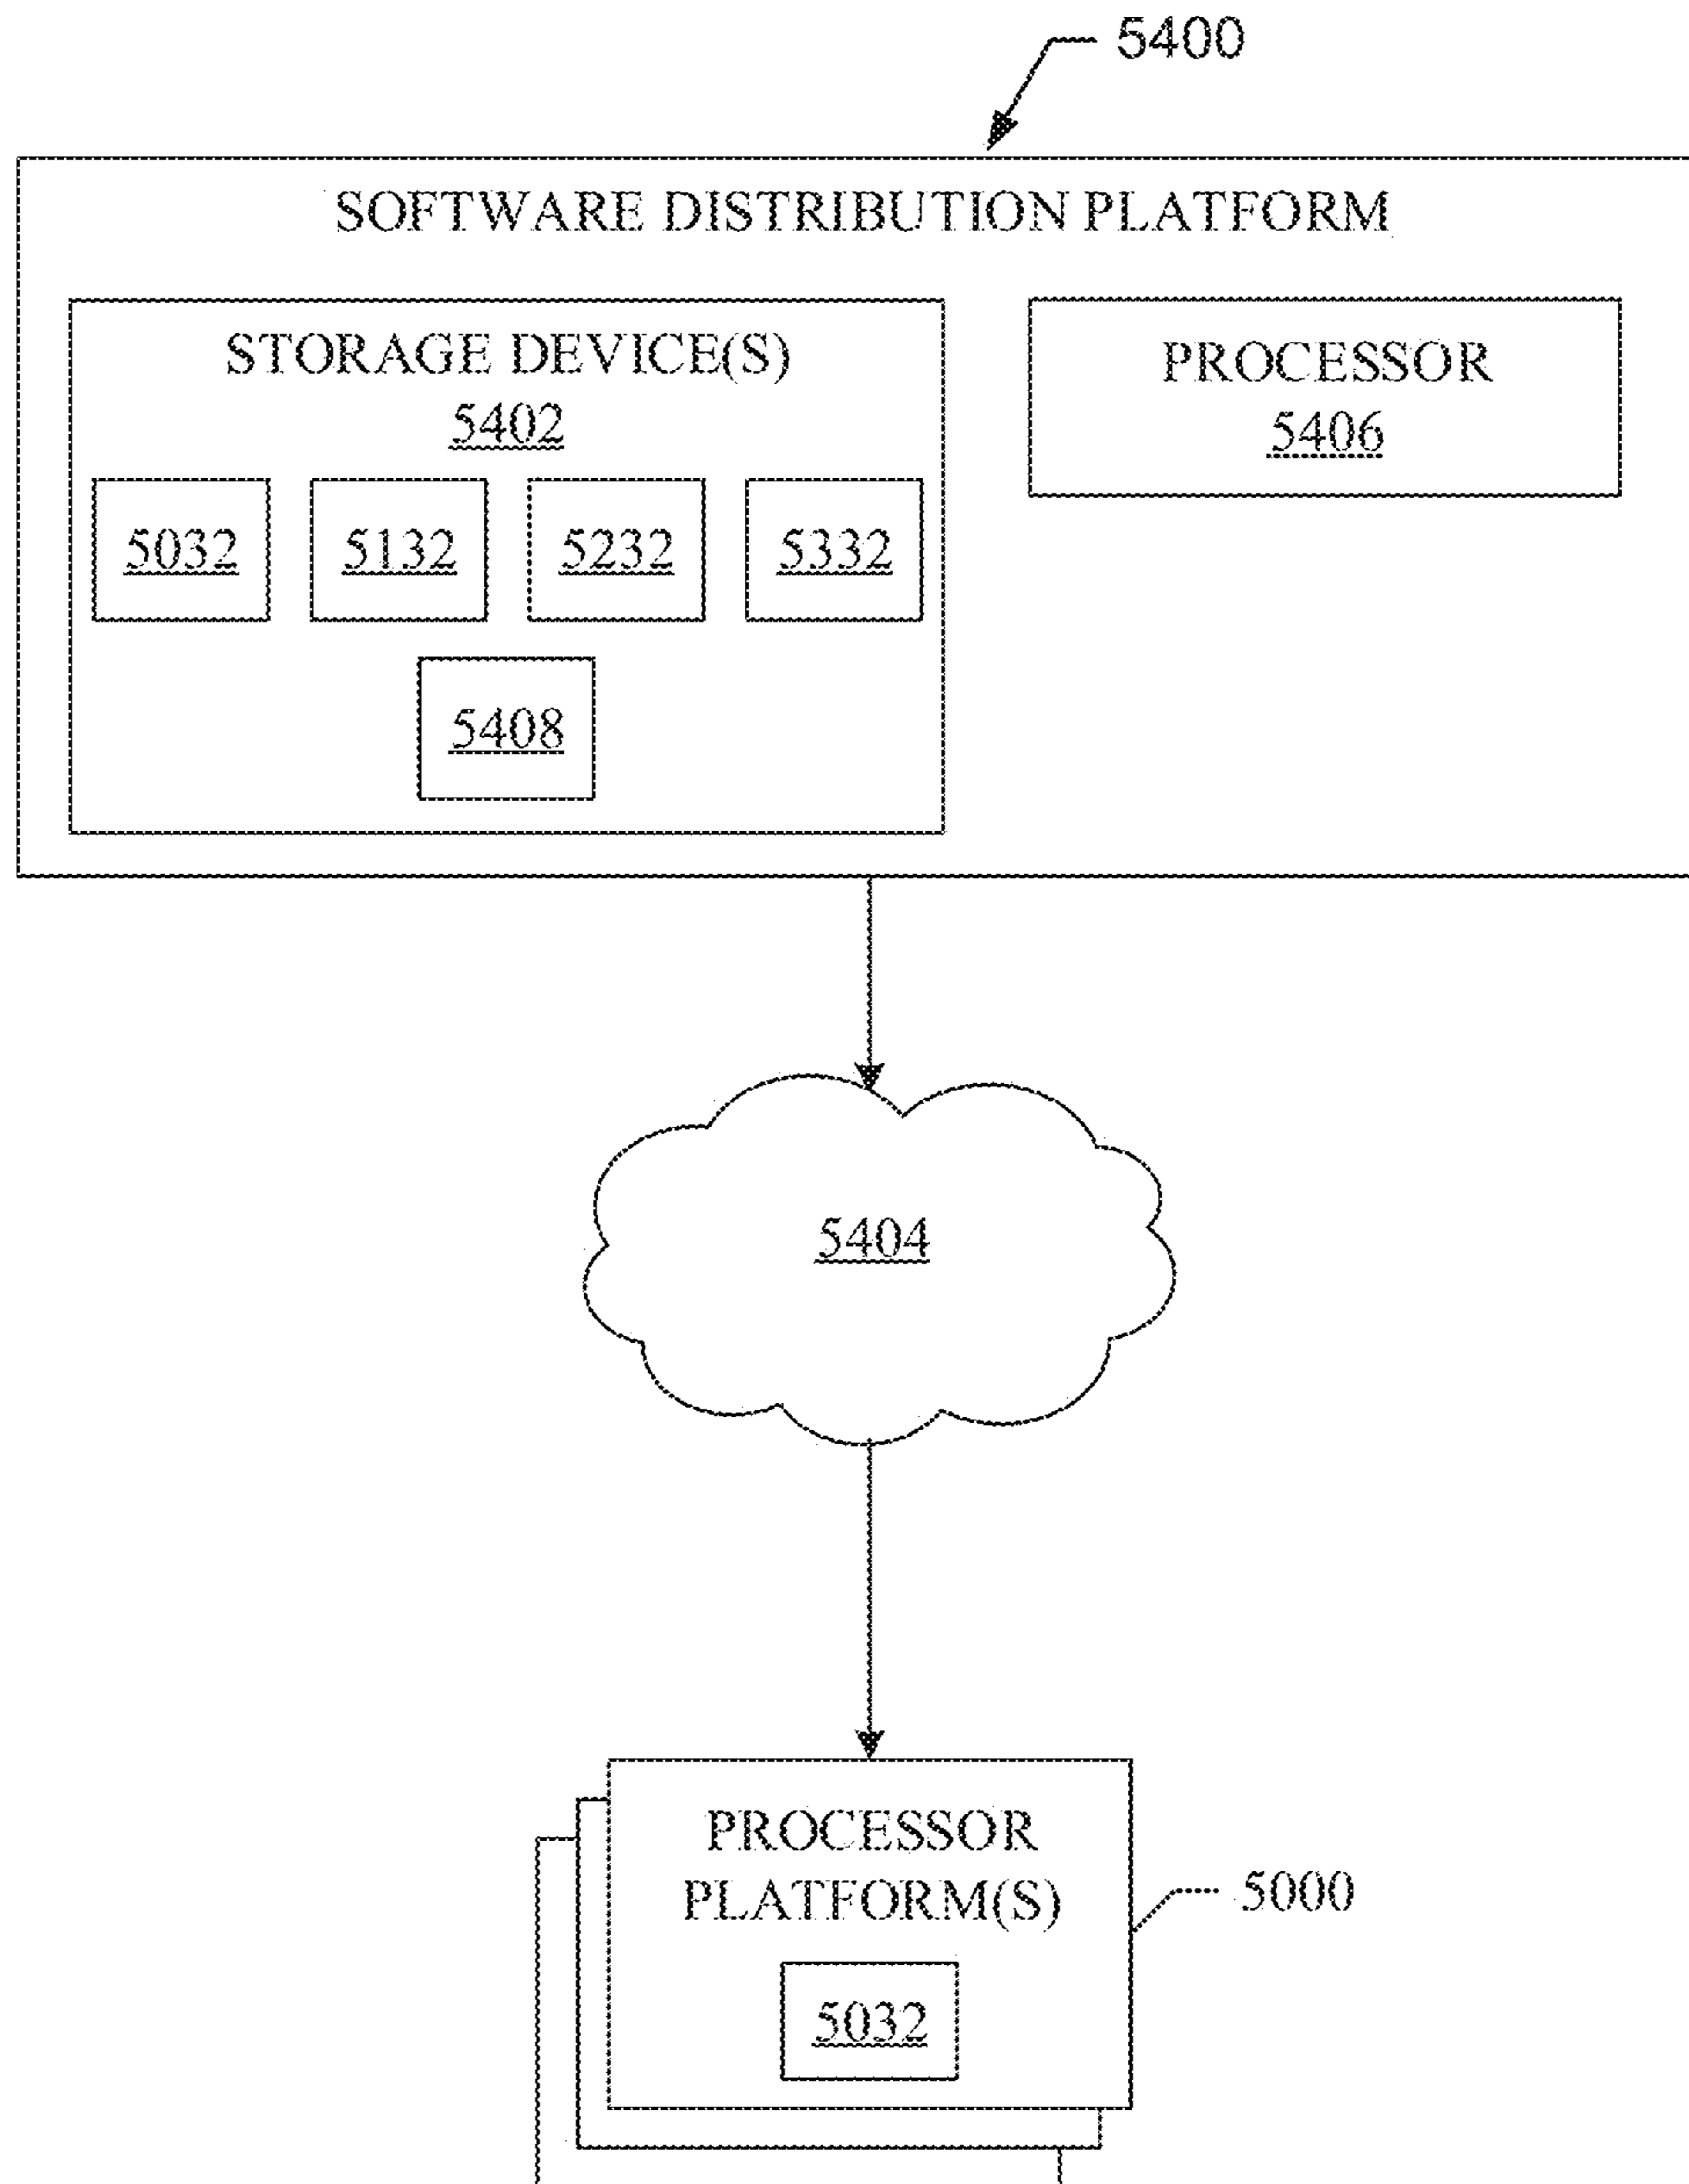 5400
SOFTWARE DISTRIBUTION PLATFORM
STORAGE DEVICE(S)
5402
PROCESSOR
5406
5032
5132
5232
5332
5408
5404
PROCESSOR
PLATFORM(S)
5000
5032